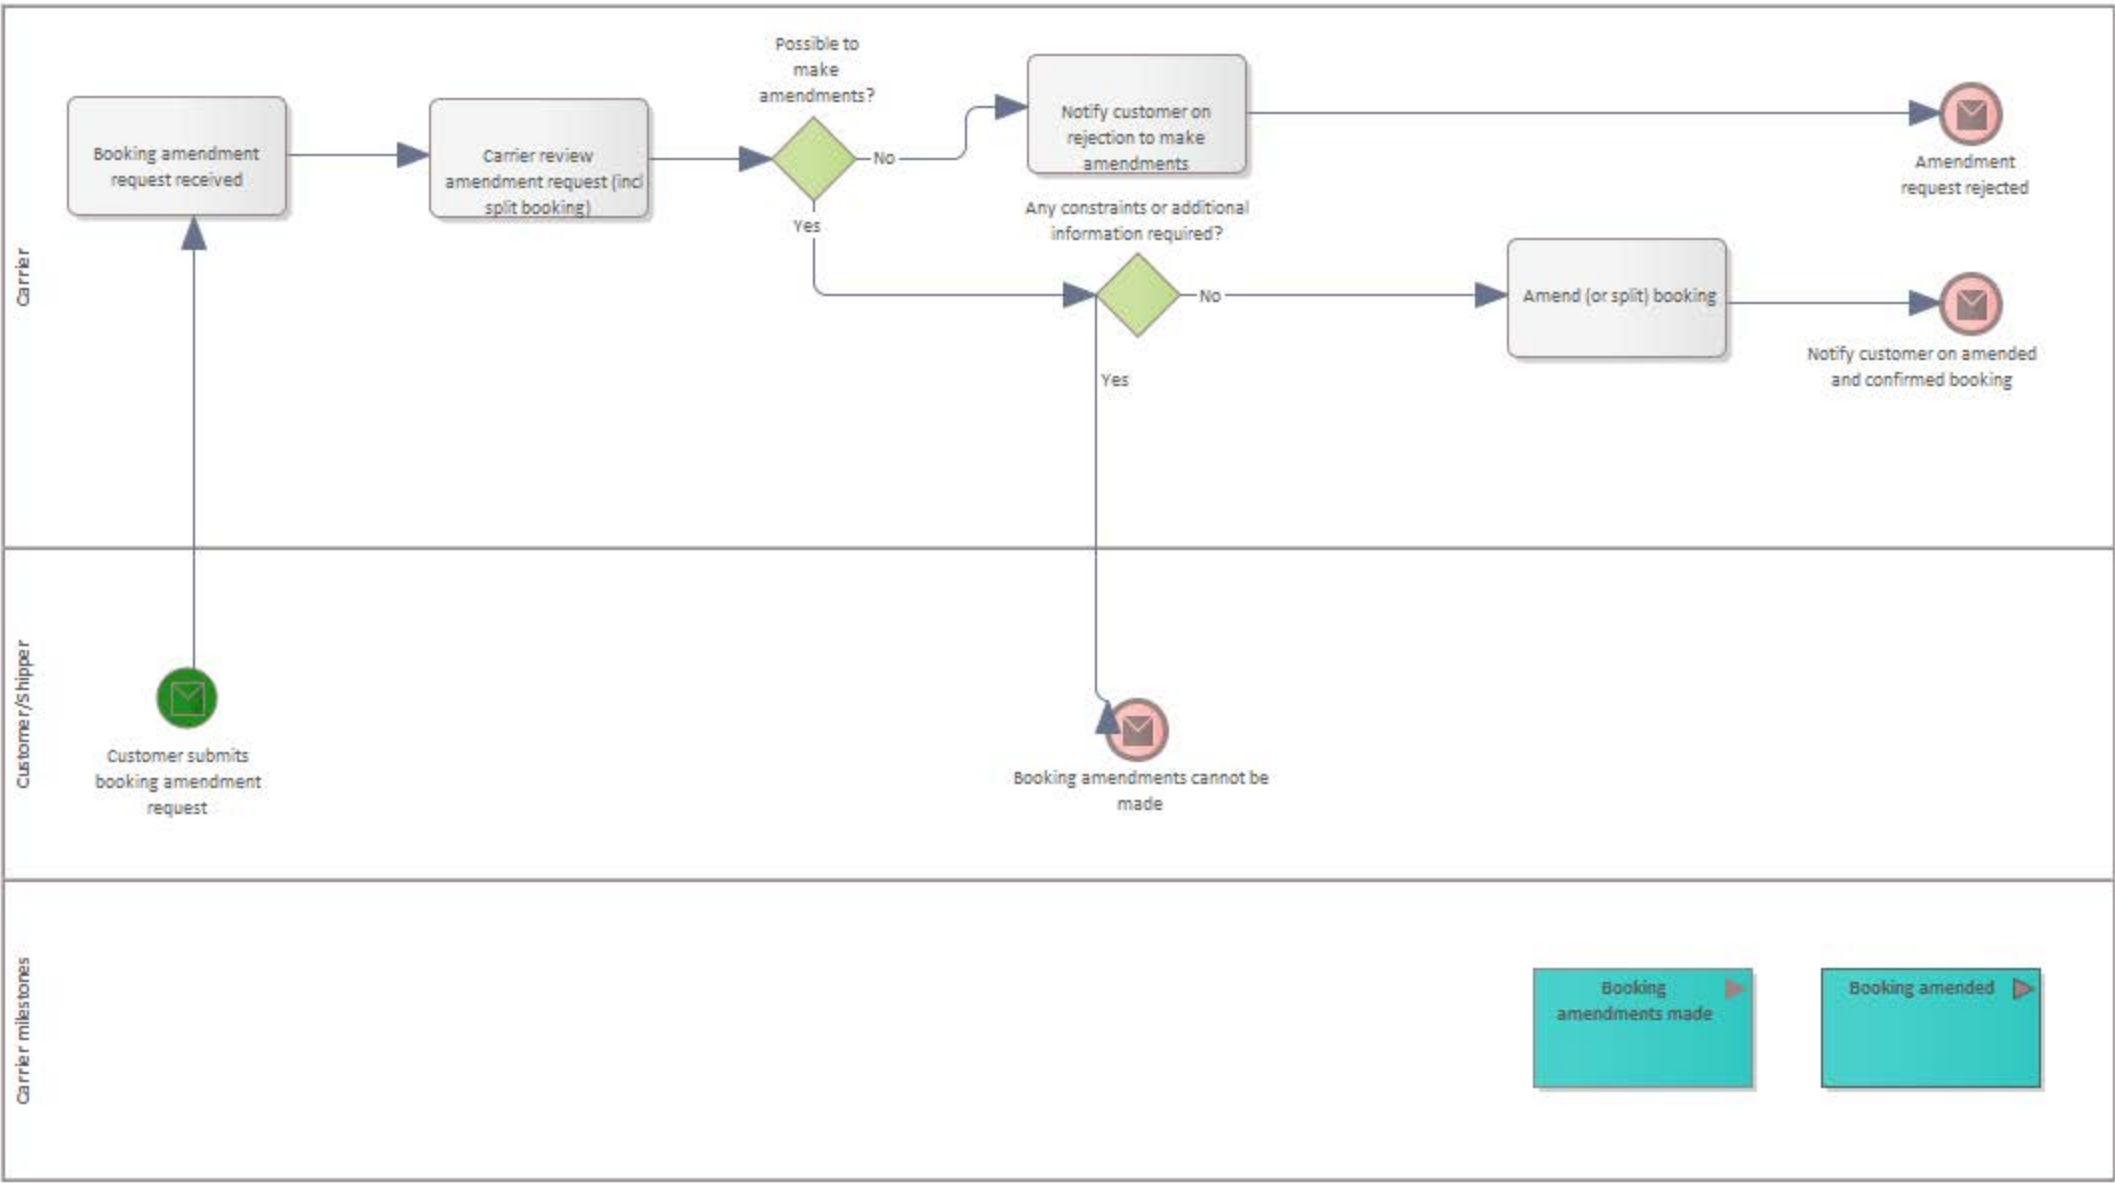 Carrier
Booking amendment
request received
Carrier review
amendment request (incl
split booking)
Possible to
make
amendments?
No
Yes
Notify customer on
rejection to make
amendments
Amendment
request rejected
Any constraints or additional
information required?
No
Yes
Amend (or split) booking
Notify customer on amended
and confirmed booking
Customer/shipper
Customer submits
booking amendment
request
Booking amendments cannot be
made
Carrier milestones
Booking
amendments made
Booking amended